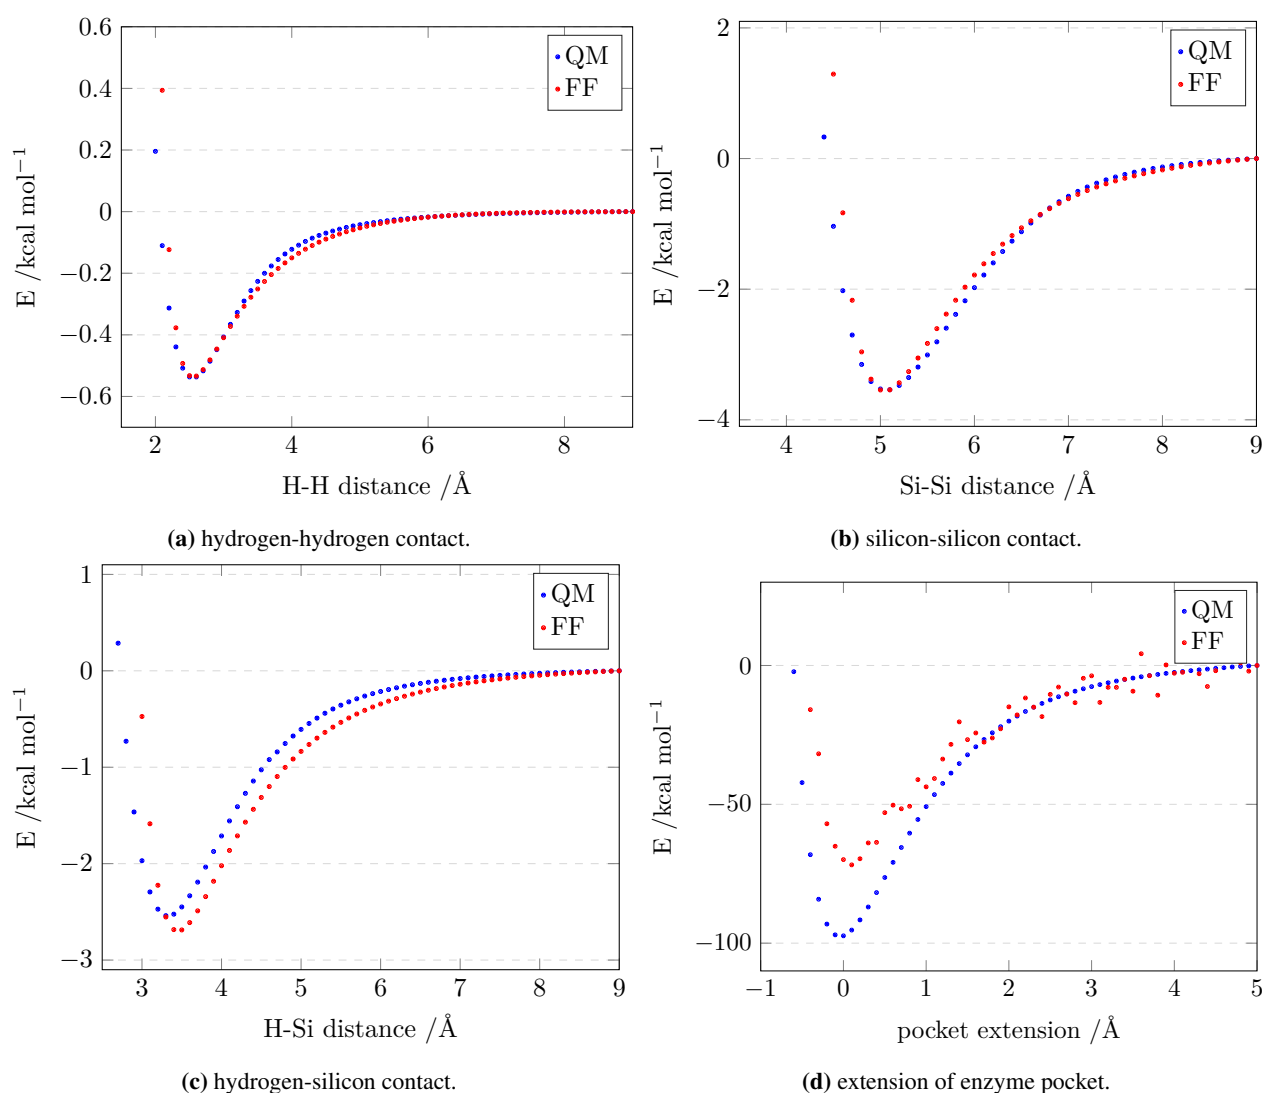 0.6
0.4
0.2
0
−0.2
−0.4
−0.6
E /kcal mol−1
QM
FF
2 4 6 8
H-H distance /Å
(a) hydrogen-hydrogen contact.
2
0
−2
−4
E /kcal mol−1
QM
FF
4 5 6 7 8 9
Si-Si distance /Å
(b) silicon-silicon contact.
1
0
−1
−2
−3
E /kcal mol−1
QM
FF
3 4 5 6 7 8 9
H-Si distance /Å
(c) hydrogen-silicon contact.
0
−50
−100
E /kcal mol−1
QM
FF
−1 0 1 2 3 4 5
pocket extension /Å
(d) extension of enzyme pocket.